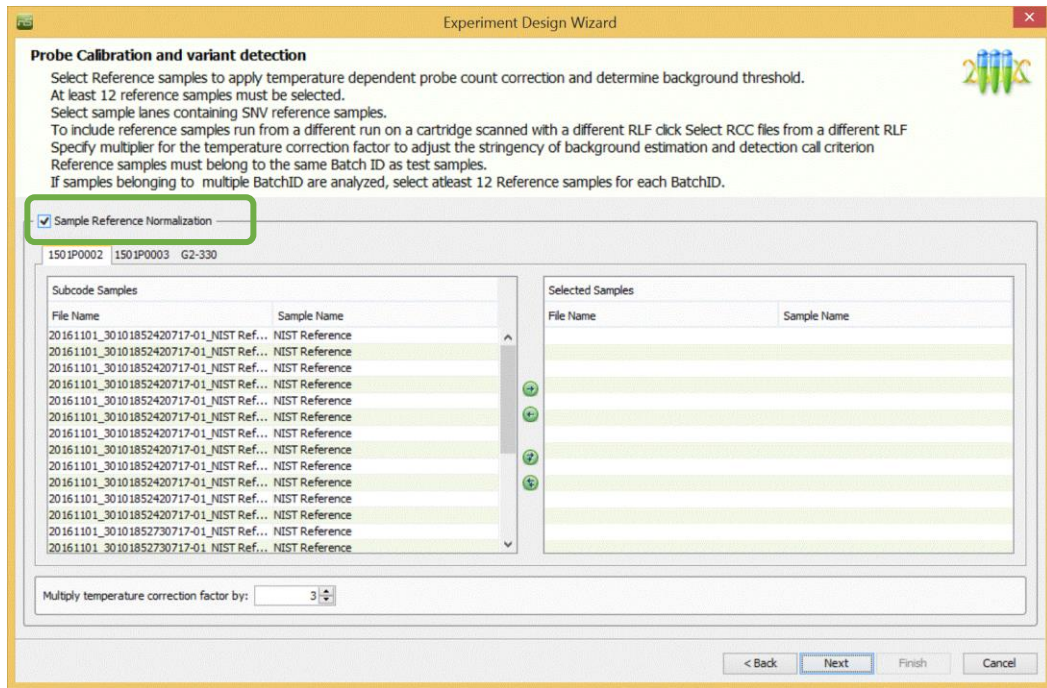 Experiment Design Wizard
Probe Calibration and variant detection
Select Reference samples to apply temperature dependent probe count correction and determine background threshold.
At least 12 reference samples must be selected.
Select sample lanes containing SNV reference samples.
To include reference samples run from a different run on a cartridge scanned with a different RLF click Select RCC files from a different RLF
Specify multiplier for the temperature correction factor to adjust the stringency of background estimation and detection call criterion
Reference samples must belong to the same Batch ID as test samples.
If samples belonging to multiple BatchID are analyzed, select atleast 12 Reference samples for each BatchID.
Sample Reference Normalization
1501P0002 1501P0003 G2-330
Subcode Samples Selected Samples
File Name Sample Name File Name Sample Name
20161101_30101852420717-01_NIST Ref... NIST Reference
20161101_30101852420717-01_NIST Ref... NIST Reference
20161101_30101852420717-01_NIST Ref... NIST Reference
20161101_30101852420717-01_NIST Ref... NIST Reference
20161101_30101852420717-01_NIST Ref... NIST Reference
20161101_30101852420717-01_NIST Ref... NIST Reference
20161101_30101852420717-01_NIST Ref... NIST Reference
20161101_30101852420717-01_NIST Ref... NIST Reference
20161101_30101852420717-01_NIST Ref... NIST Reference
20161101_30101852420717-01_NIST Ref... NIST Reference
20161101_30101852420717-01_NIST Ref... NIST Reference
20161101_30101852420717-01_NIST Ref... NIST Reference
20161101_30101852730717-01_NIST Ref... NIST Reference
20161101_30101852730717-01_NIST Ref... NIST Reference
Multiply temperature correction factor by: 3
< Back Next Finish Cancel